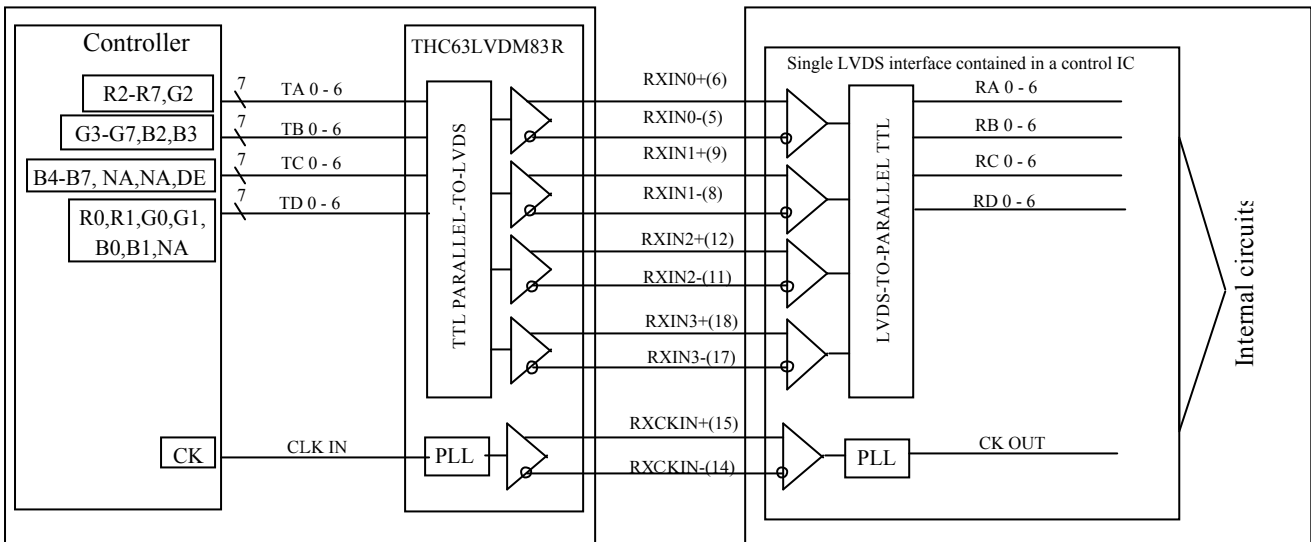 Controller
R2-R7,G2
G3-G7,B2,B3
B4-B7, NA,NA,DE
R0,R1,G0,G1,
B0,B1,NA
CK
7
TA 0 - 6
7
TB 0 - 6
7
TC 0 - 6
7
TD 0 - 6
CLK IN
THC63LVDM83R
TTL PARALLEL-TO-LVDS
PLL
RXIN0+(6)
RXIN0-(5)
RXIN1+(9)
RXIN1-(8)
RXIN2+(12)
RXIN2-(11)
RXIN3+(18)
RXIN3-(17)
RXCKIN+(15)
RXCKIN-(14)
Single LVDS interface contained in a control IC
LVDS-TO-PARALLEL TTL
PLL
RA 0 - 6
RB 0 - 6
RC 0 - 6
RD 0 - 6
CK OUT
Internal circuits